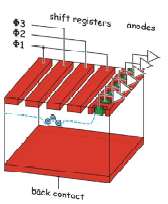 shift registers
anodes
Φ3
Φ2
Φ1
back contact